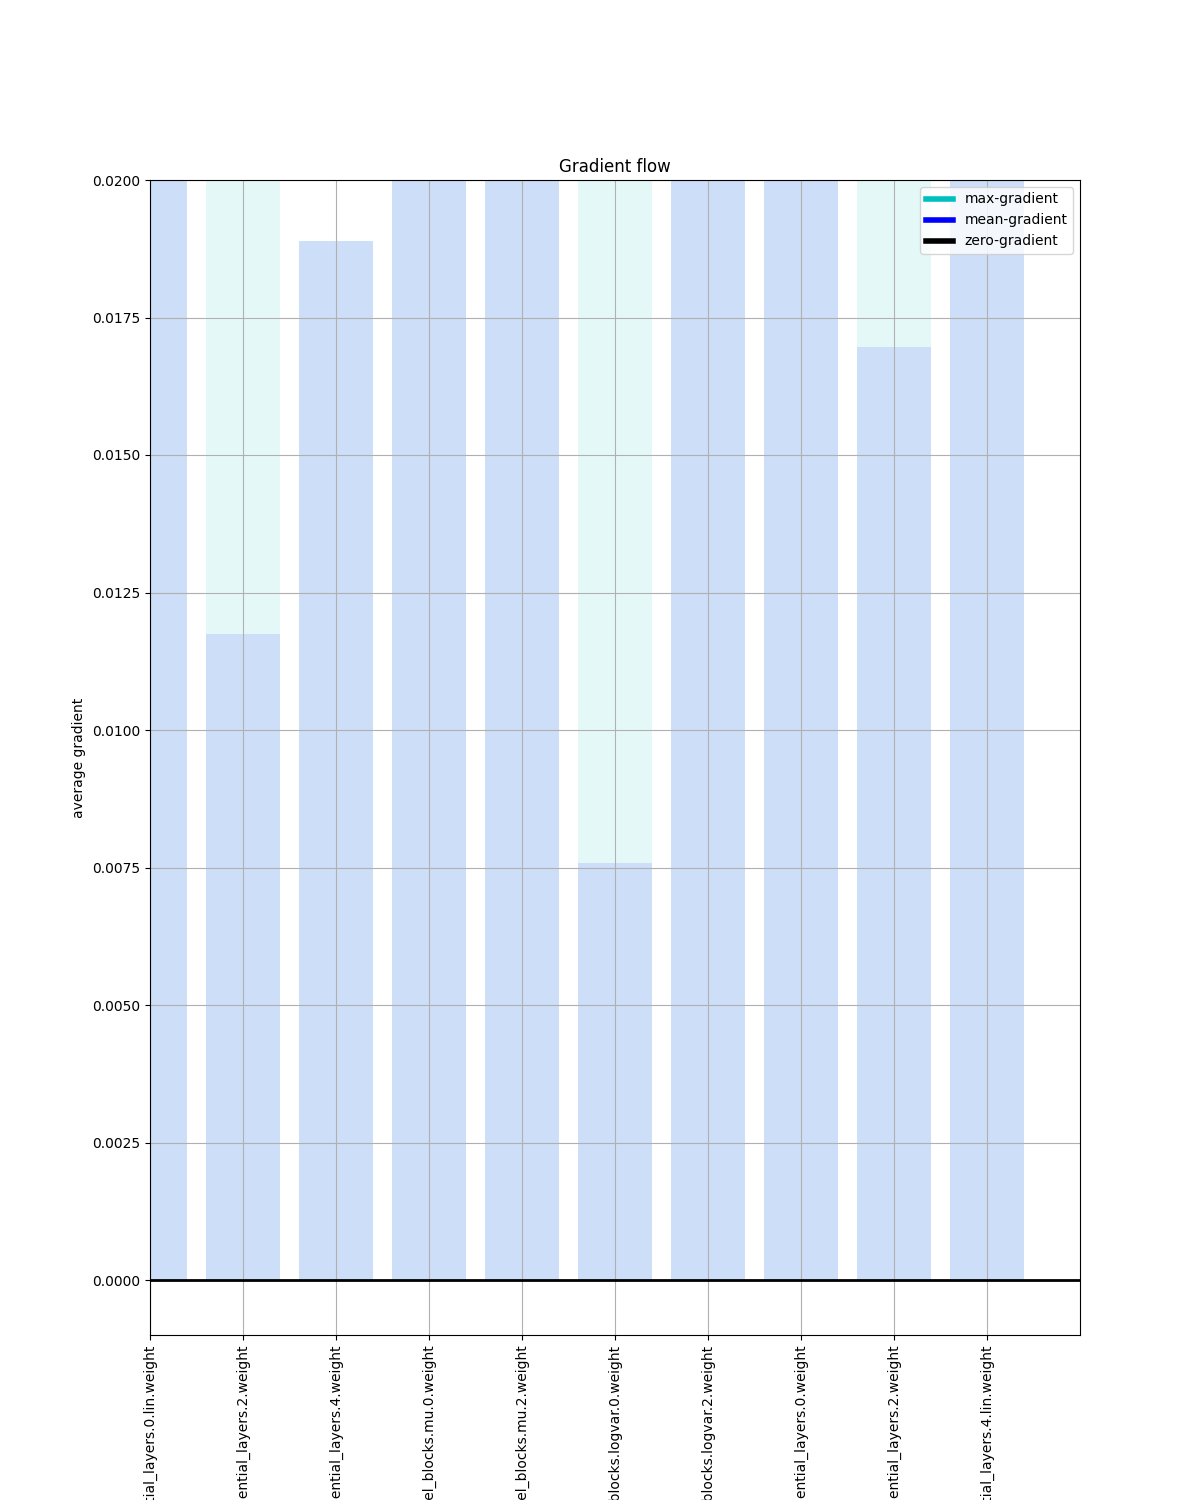 Gradient flow
0.0200
0.0175
0.0150
0.0125
0.0100
0.0075
0.0050
0.0025
0.0000
average gradient
max-gradient
mean-gradient
zero-gradient
tial_layers.0.lin.weight
ential_layers.2.weight
ential_layers.4.weight
el_blocks.mu.0.weight
el_blocks.mu.2.weight
blocks.logvar.0.weight
blocks.logvar.2.weight
ential_layers.0.weight
ential_layers.2.weight
tial_layers.4.lin.weight